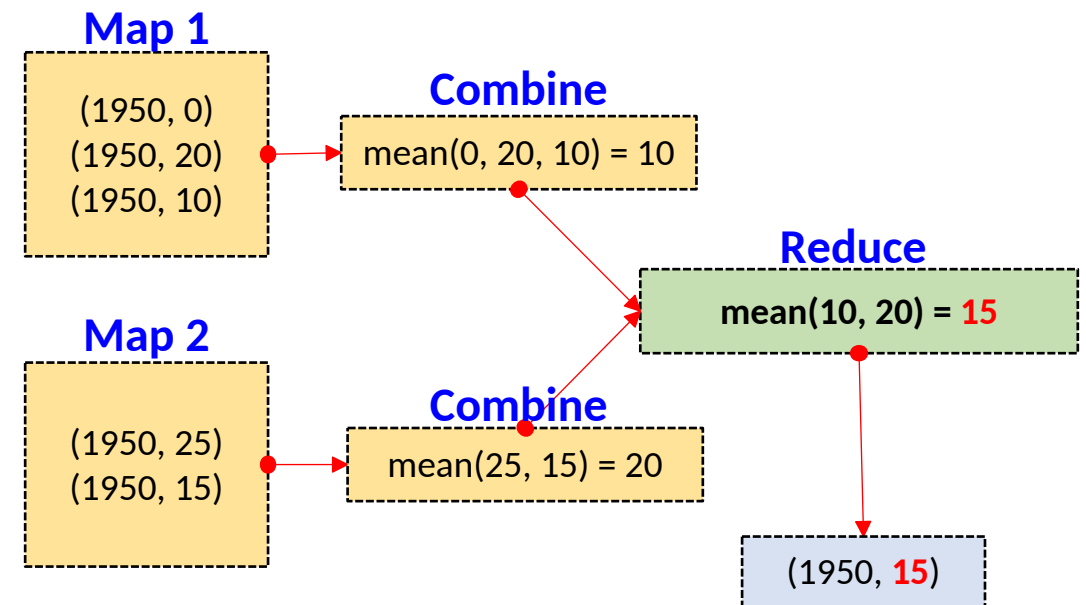 Map 1
(1950, 0)
(1950, 20)
(1950, 10)
Combine
mean(0, 20, 10) = 10
Reduce
mean(10, 20) = 15
Map 2
(1950, 25)
(1950, 15)
Combine
mean(25, 15) = 20
(1950, 15)